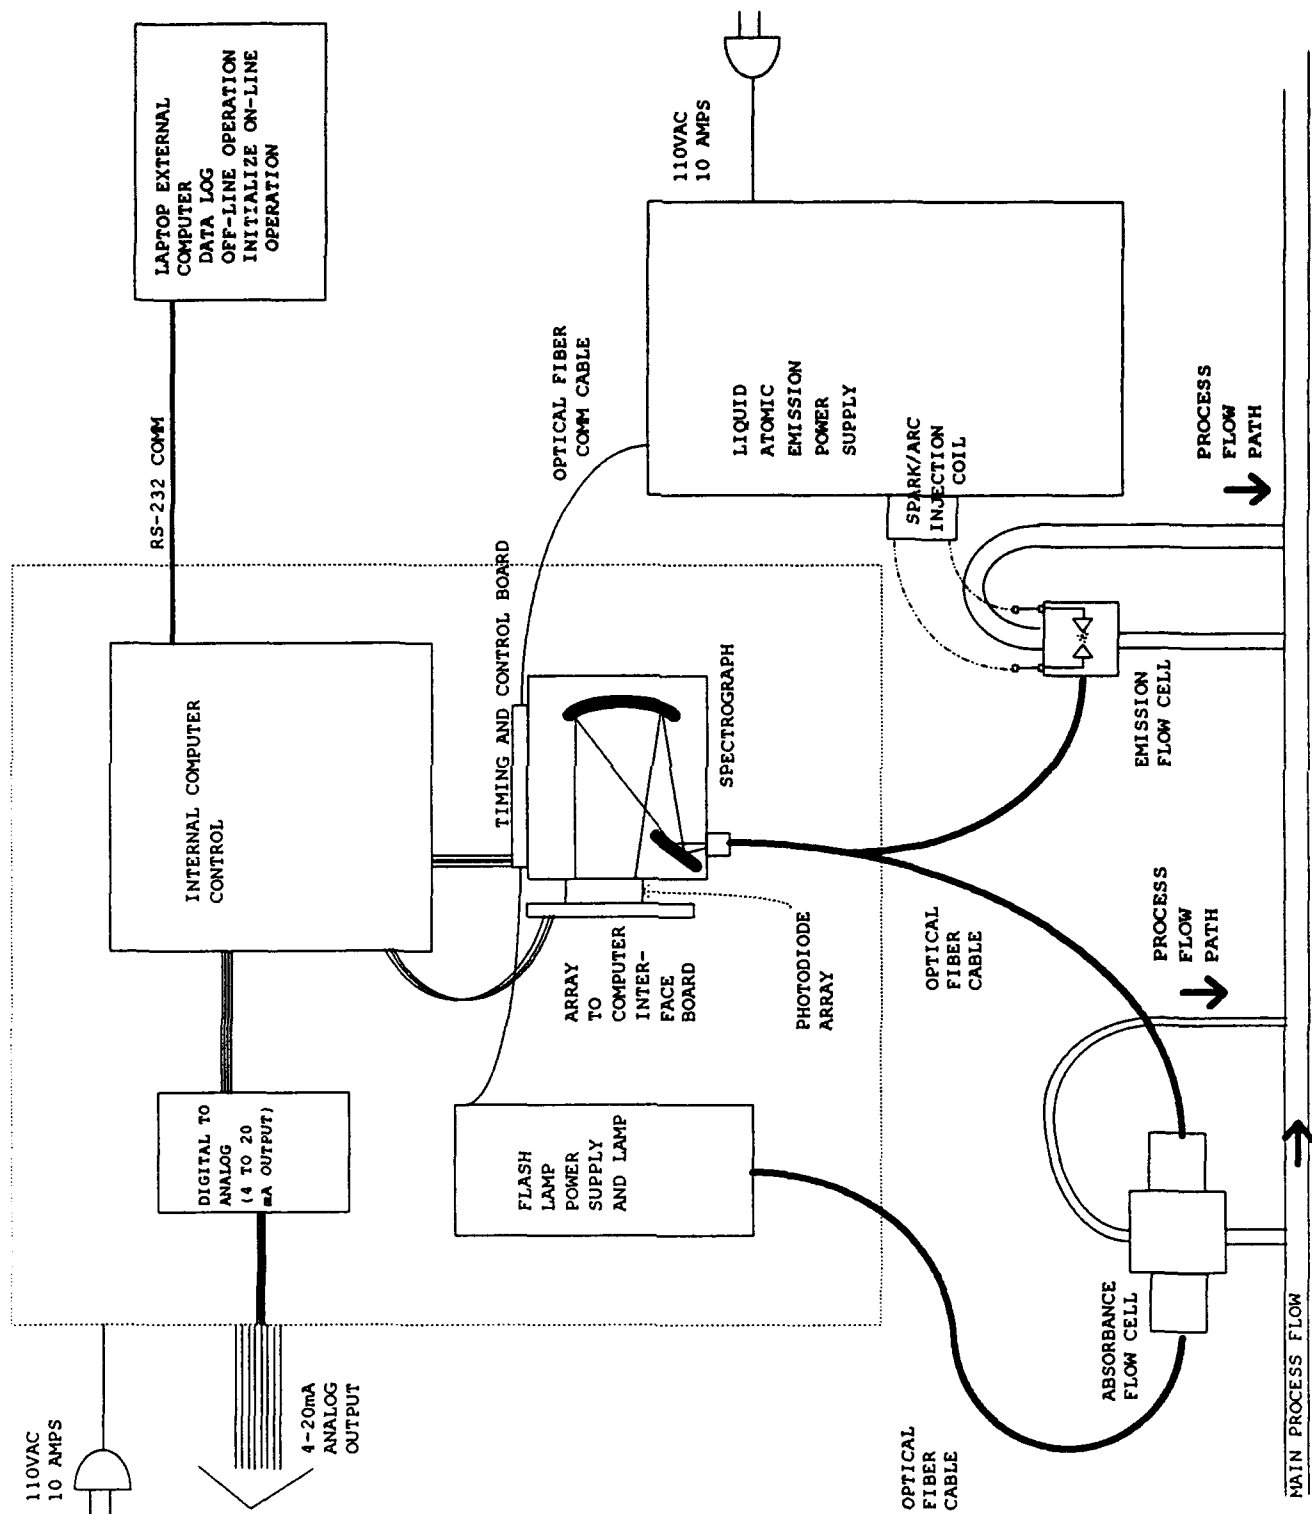 110VAC
10 AMPS
4-20mA
ANALOG
OUTPUT
DIGITAL TO
ANALOG
(4 TO 20
mA OUTPUT)
INTERNAL COMPUTER
CONTROL
RS-232 COMM
LAPTOP EXTERNAL
COMPUTER
DATA LOG
OFF-LINE OPERATION
INITIALIZE ON-LINE
OPERATION
FLASH
LAMP
POWER
SUPPLY
AND LAMP
ARRAY
TO
COMPUTER
INTER-
FACE
BOARD
TIMING AND CONTROL BOARD
OPTICAL FIBER
COMM CABLE
SPECTROGRAPH
PHOTODIODE
ARRAY
110VAC
10 AMPS
LIQUID
ATOMIC
EMISSION
POWER
SUPPLY
SPARK/ARC
INJECTION
COIL
OPTICAL
FIBER
CABLE
OPTICAL
FIBER
CABLE
ABSORBANCE
FLOW CELL
EMISSION
FLOW CELL
PROCESS
FLOW
PATH
PROCESS
FLOW
PATH
MAIN PROCESS FLOW